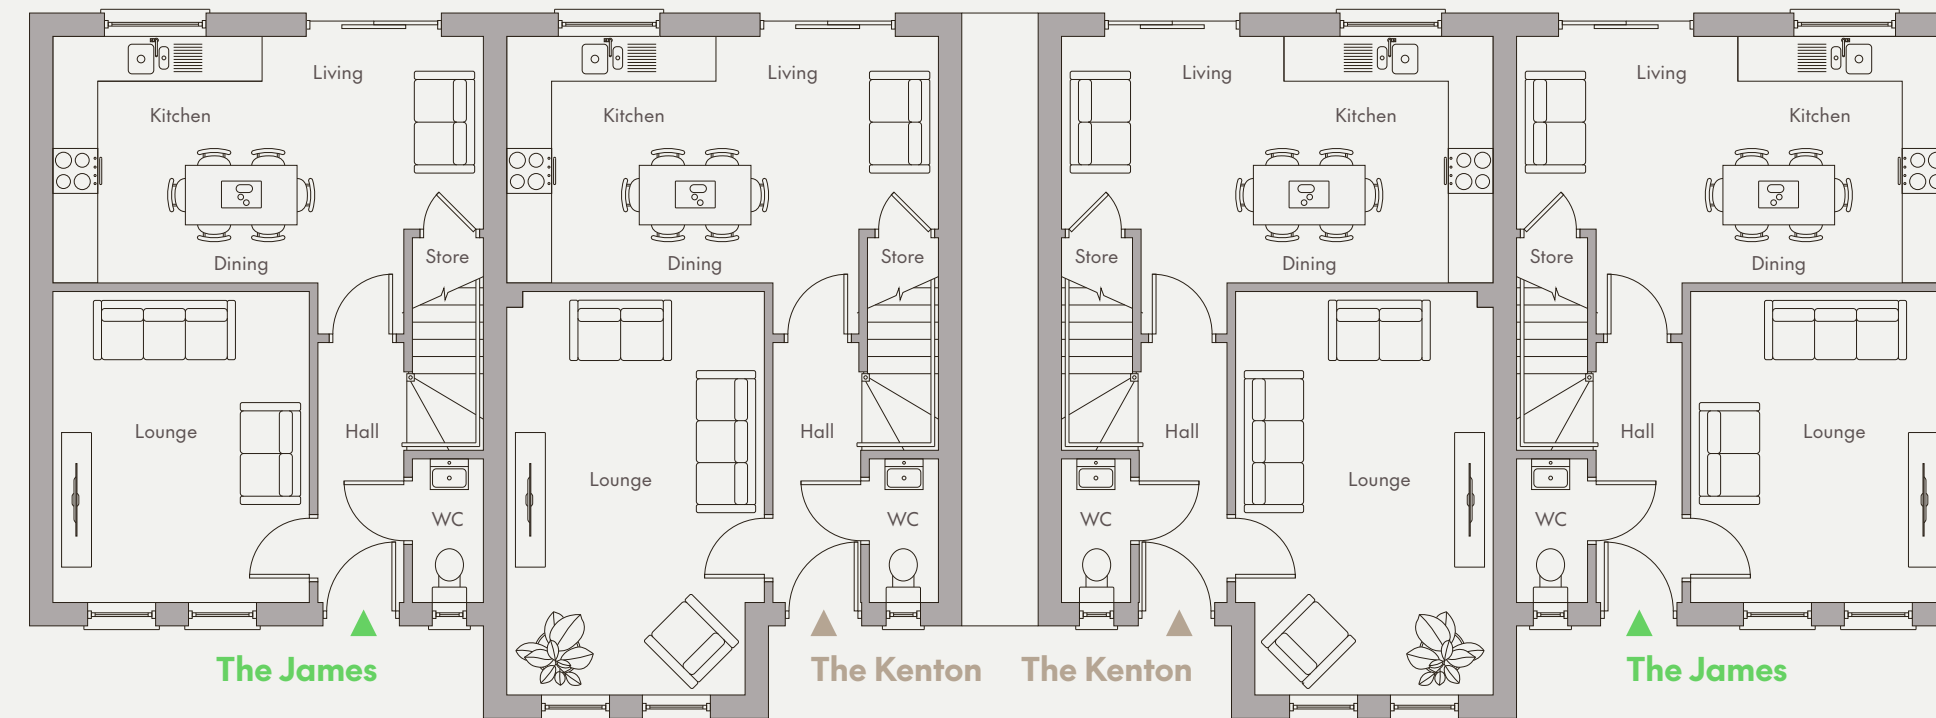 Living
Living
Living
Living
Kitchen
Kitchen
Kitchen
Kitchen
Dining
Store
Dining
Store
Store
Dining
Store
Dining
Lounge
Hall
Hall
Hall
Hall
Lounge
Lounge
Lounge
WC
WC
WC
WC
The James
The Kenton
The Kenton
The James